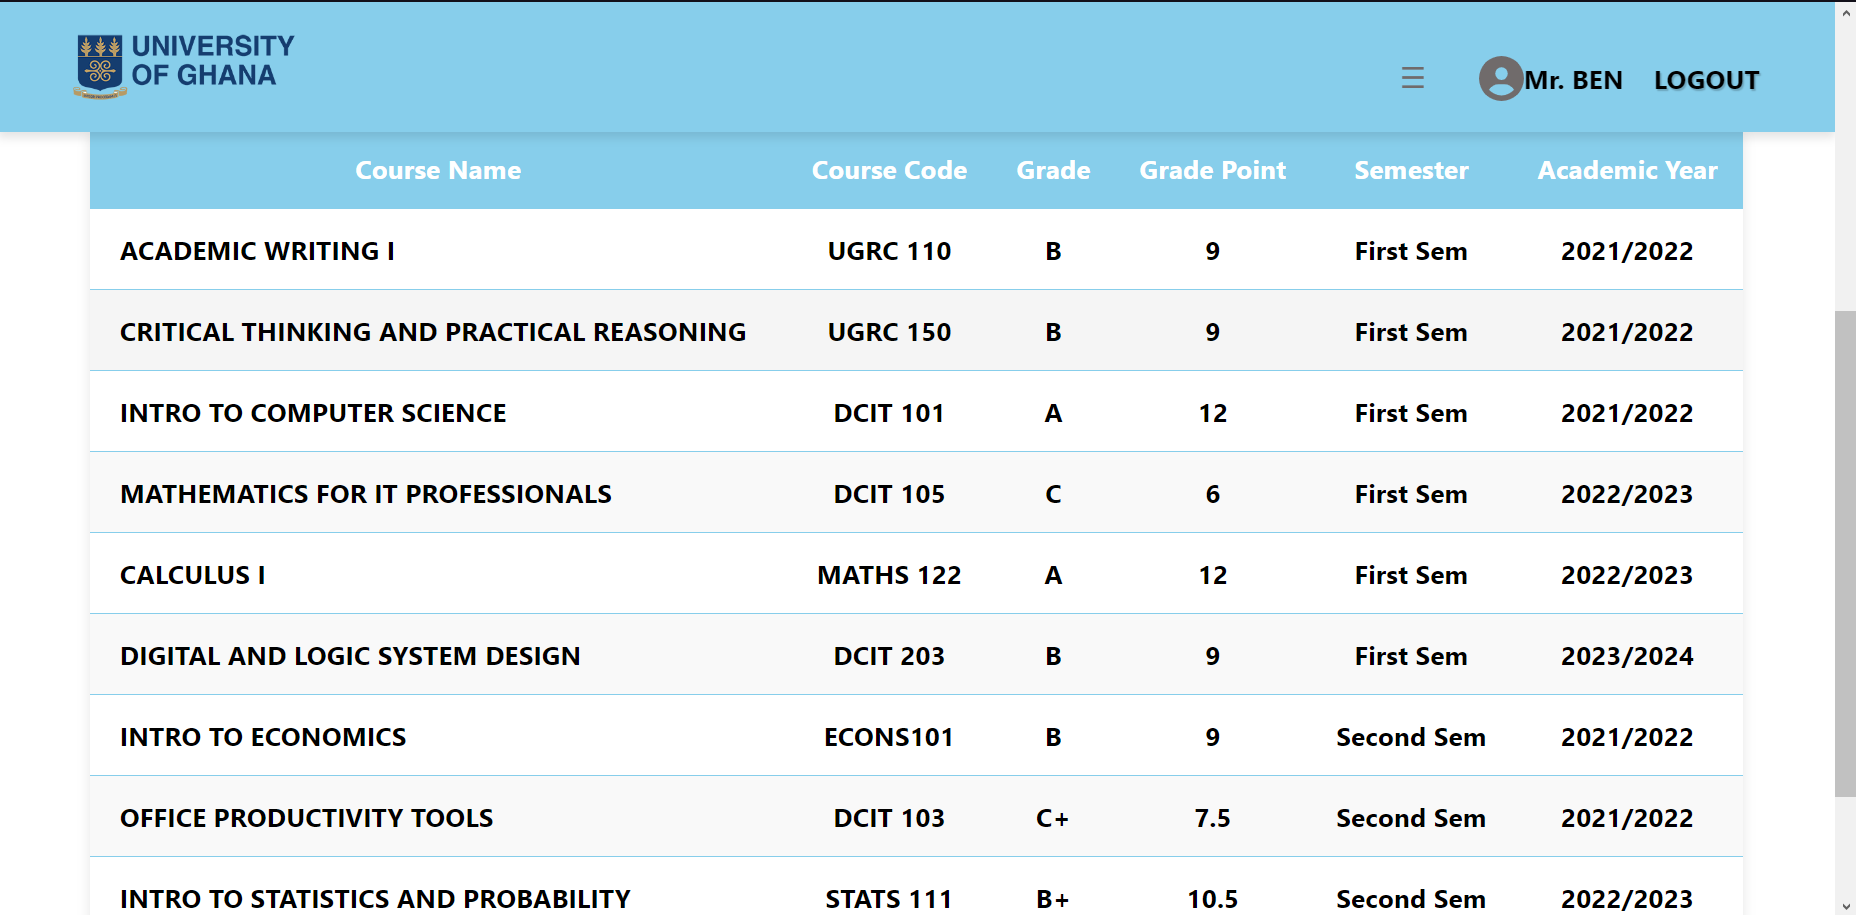 UNIVERSITY
OF GHANA
☰ Mr. BEN LOGOUT
Course Name Course Code Grade Grade Point Semester Academic Year
ACADEMIC WRITING I UGRC 110 B 9 First Sem 2021/2022
CRITICAL THINKING AND PRACTICAL REASONING UGRC 150 B 9 First Sem 2021/2022
INTRO TO COMPUTER SCIENCE DCIT 101 A 12 First Sem 2021/2022
MATHEMATICS FOR IT PROFESSIONALS DCIT 105 C 6 First Sem 2022/2023
CALCULUS I MATHS 122 A 12 First Sem 2022/2023
DIGITAL AND LOGIC SYSTEM DESIGN DCIT 203 B 9 First Sem 2023/2024
INTRO TO ECONOMICS ECONS101 B 9 Second Sem 2021/2022
OFFICE PRODUCTIVITY TOOLS DCIT 103 C+ 7.5 Second Sem 2021/2022
INTRO TO STATISTICS AND PROBABILITY STATS 111 B+ 10.5 Second Sem 2022/2023